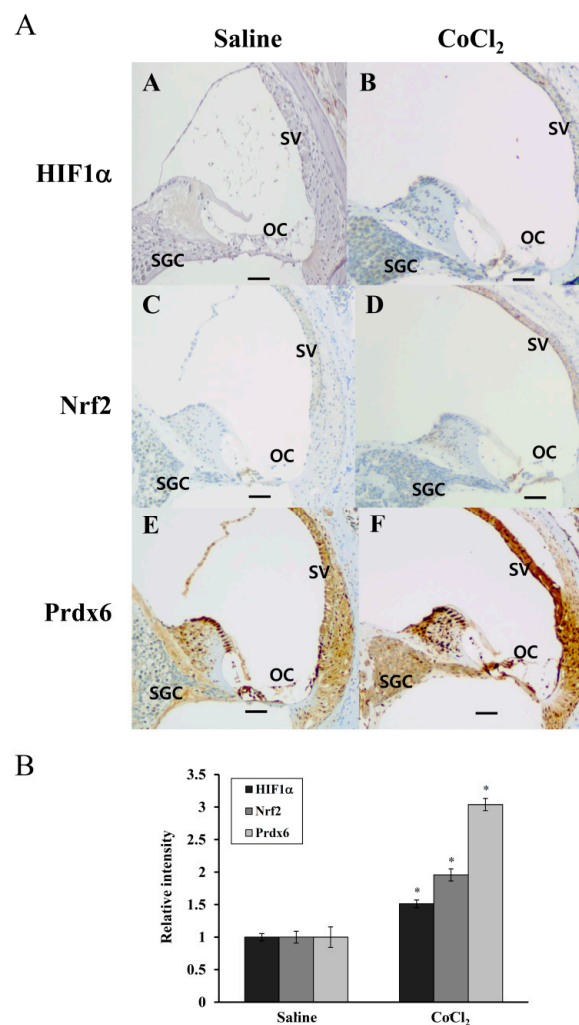 A
Saline CoCl₂
HIF1α
A B
SV SV
OC OC
SGC SGC
Nrf2
C D
SV SV
OC OC
SGC SGC
Prdx6
E F
SV SV
OC OC
SGC SGC
B
Relative intensity
3.5
3
2.5
2
1.5
1
0.5
0
HIF1α
Nrf2
Prdx6
* * *
Saline CoCl₂